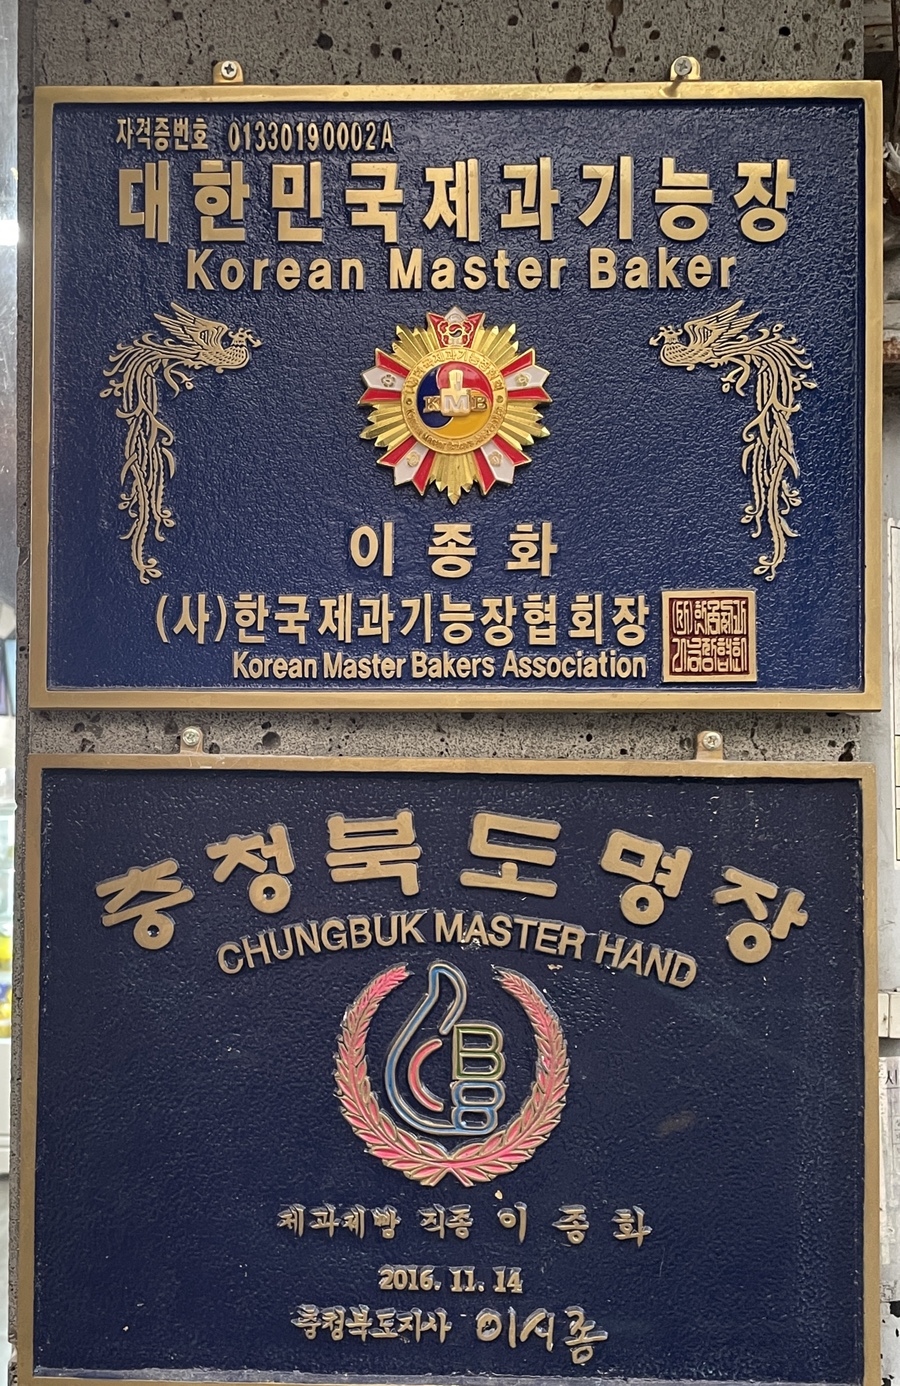 자격증번호 01330190002A
대한민국제과기능장
Korean Master Baker
KMB
이종화
(사)한국제과기능장협회장
Korean Master Bakers Association
충청북도명장
CHUNGBUK MASTER HAND
제과제빵 직종 이종화
2016. 11. 14
충청북도지사 이시종